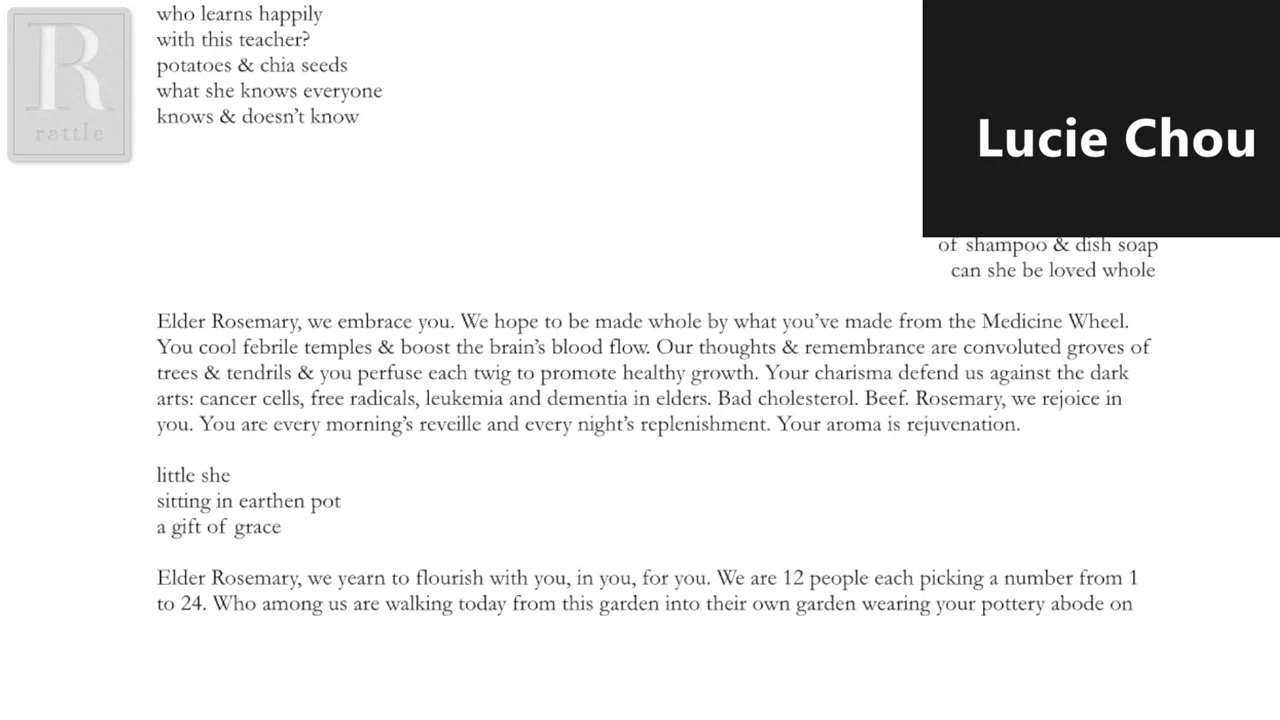 R
rattle
who learns happily
with this teacher?
potatoes & chia seeds
what she knows everyone
knows & doesn’t know
Lucie Chou
of shampoo & dish soap
can she be loved whole
Elder Rosemary, we embrace you. We hope to be made whole by what you’ve made from the Medicine Wheel.
You cool febrile temples & boost the brain’s blood flow. Our thoughts & remembrance are convoluted groves of
trees & tendrils & you perfuse each twig to promote healthy growth. Your charisma defend us against the dark
arts: cancer cells, free radicals, leukemia and dementia in elders. Bad cholesterol. Beef. Rosemary, we rejoice in
you. You are every morning’s reveille and every night’s replenishment. Your aroma is rejuvenation.
little she
sitting in earthen pot
a gift of grace
Elder Rosemary, we yearn to flourish with you, in you, for you. We are 12 people each picking a number from 1
to 24. Who among us are walking today from this garden into their own garden wearing your pottery abode on